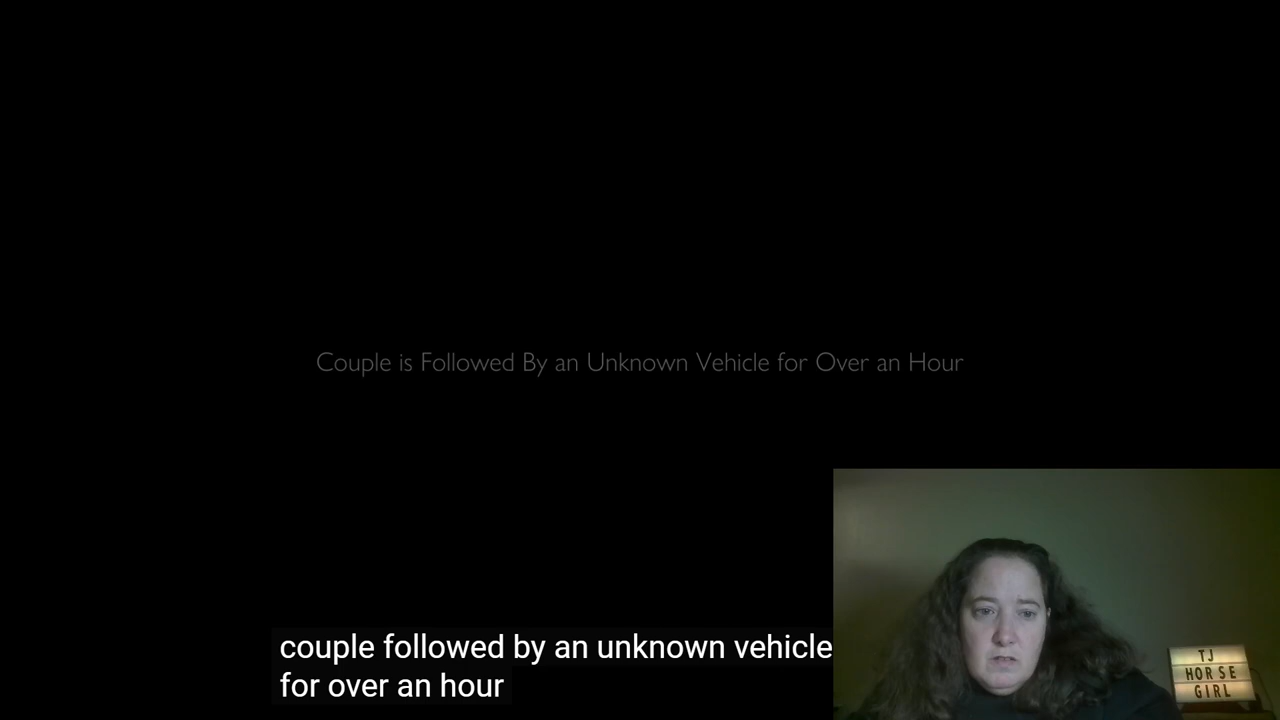 Couple is Followed By an Unknown Vehicle for Over an Hour
couple followed by an unknown vehicle
for over an hour
TJ
HORSE
GIRL